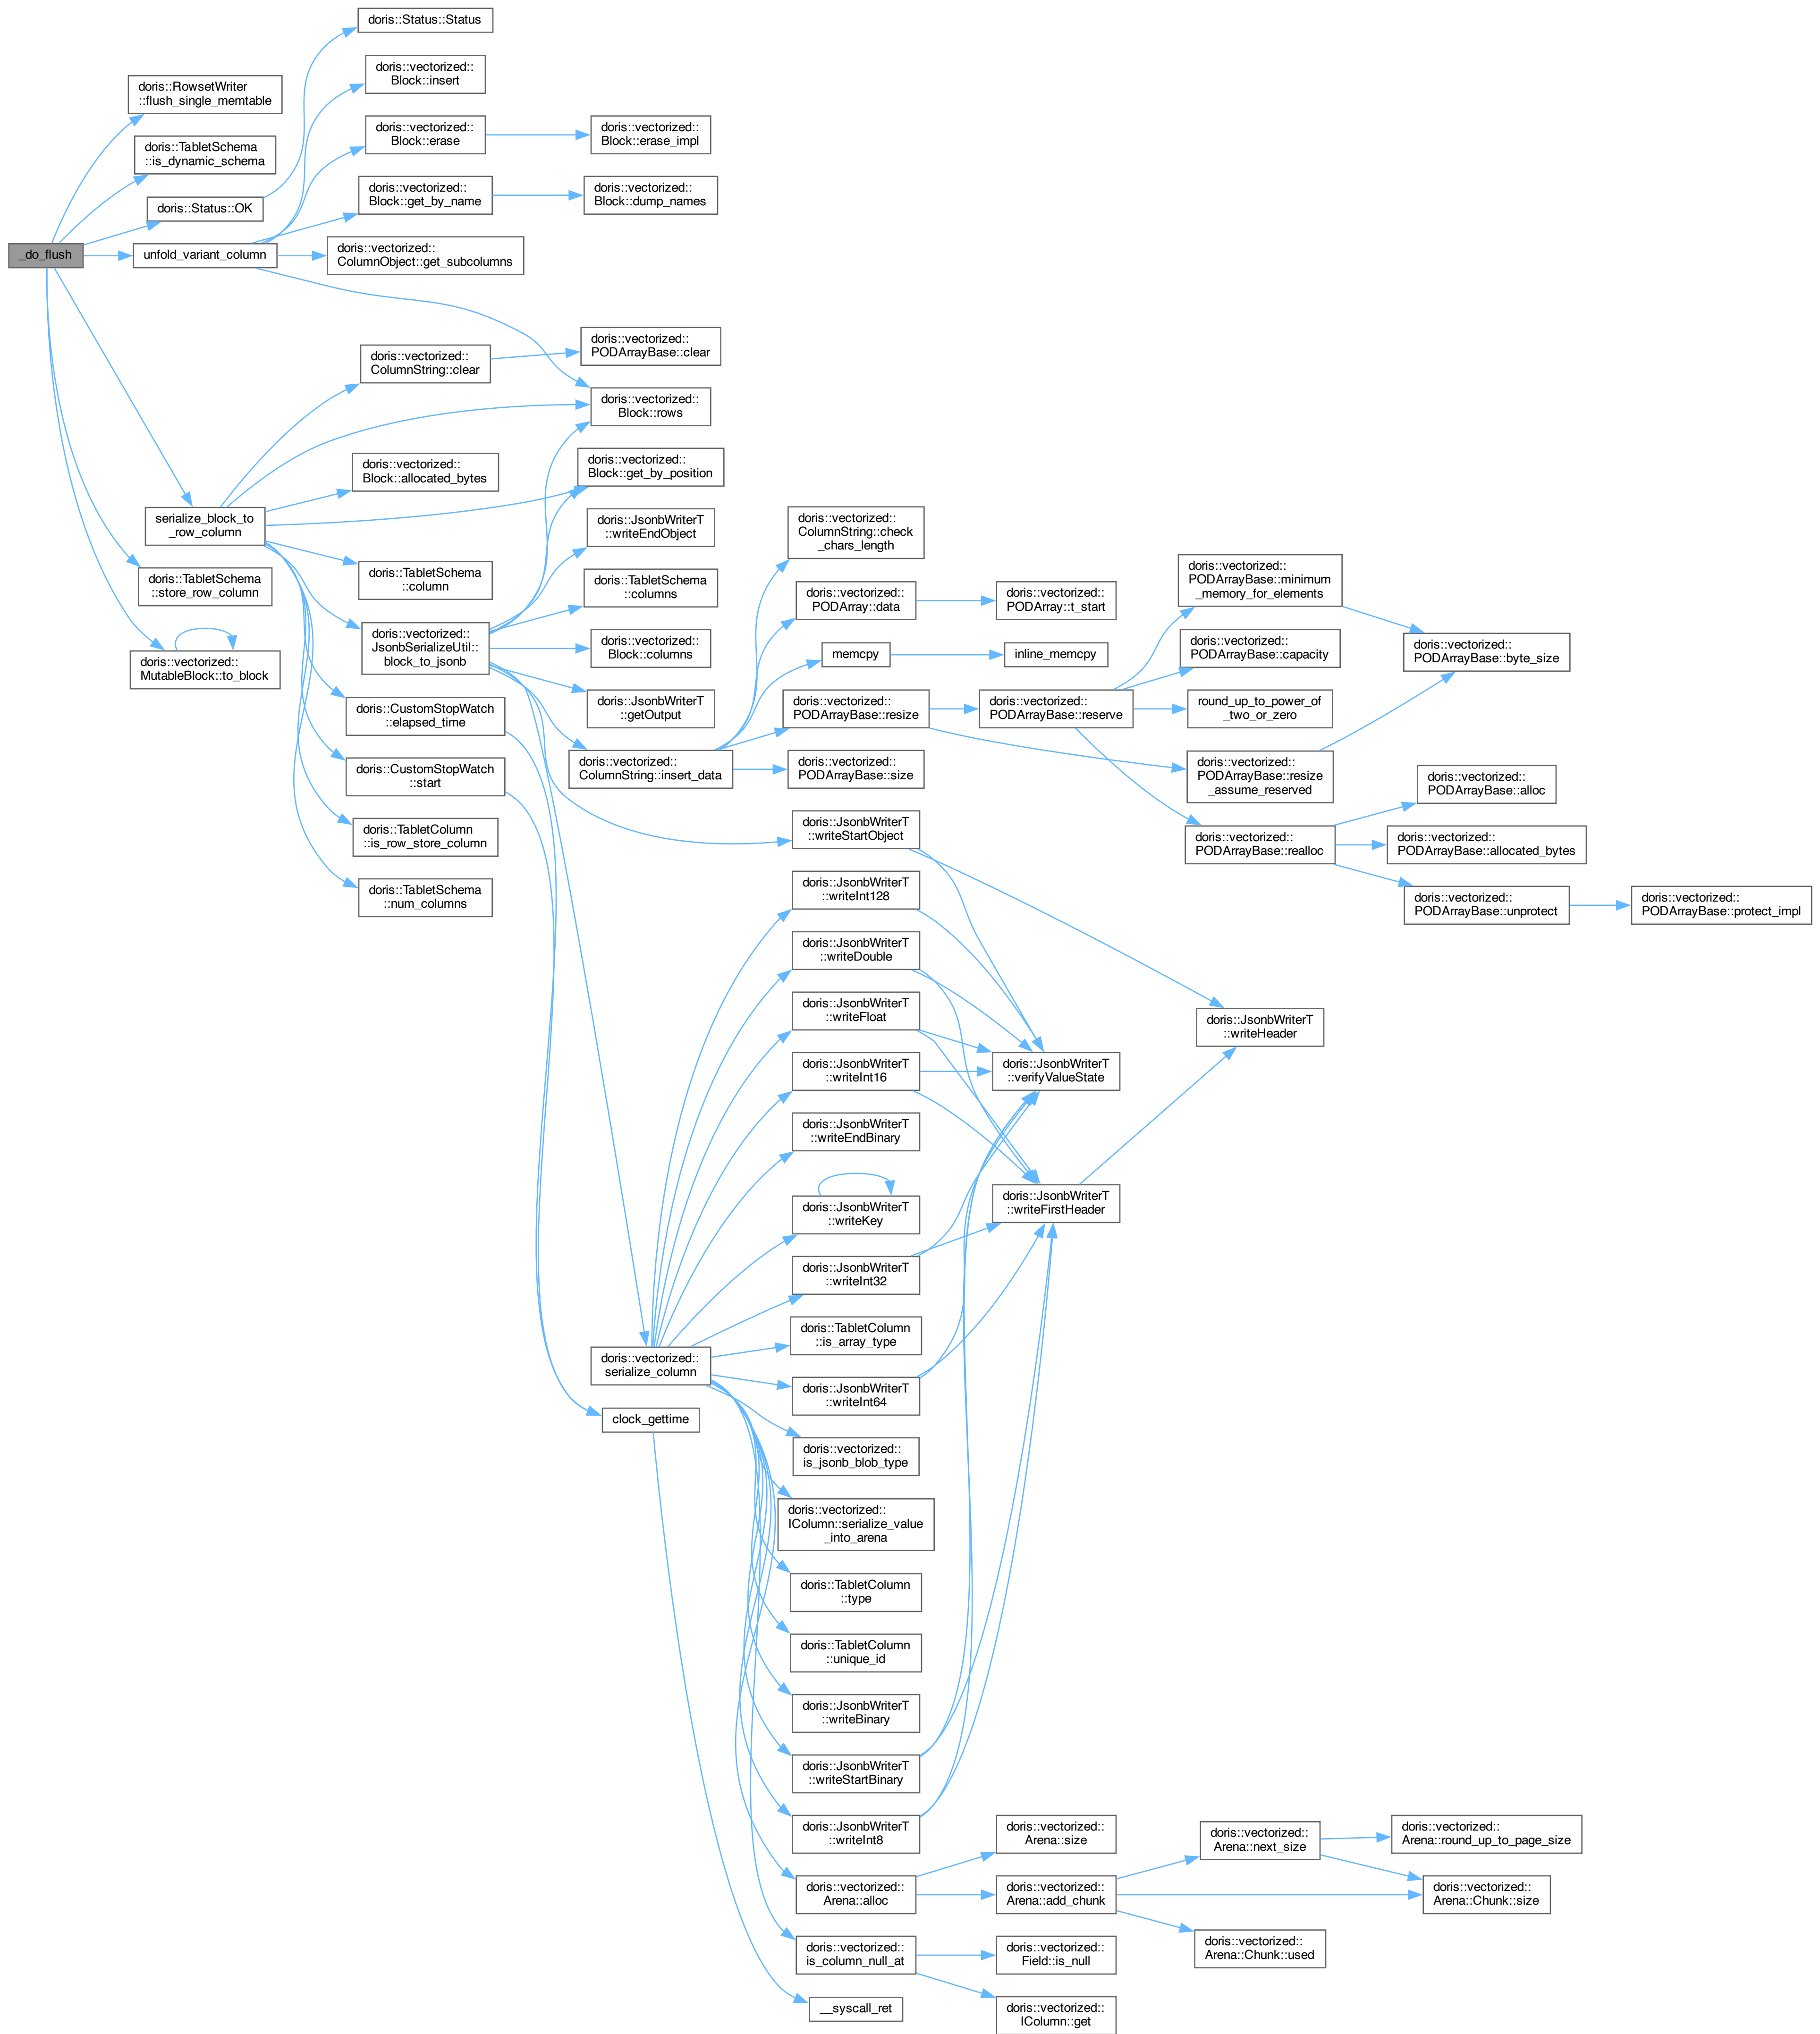 _do_flush
doris::RowsetWriter
::flush_single_memtable
doris::TabletSchema
::is_dynamic_schema
doris::Status::OK
unfold_variant_column
serialize_block_to
_row_column
doris::TabletSchema
::store_row_column
doris::vectorized::
MutableBlock::to_block
doris::Status::Status
doris::vectorized::
Block::insert
doris::vectorized::
Block::erase
doris::vectorized::
Block::get_by_name
doris::vectorized::
ColumnObject::get_subcolumns
doris::vectorized::
ColumnString::clear
doris::vectorized::
Block::allocated_bytes
doris::TabletSchema
::column
doris::vectorized::
JsonbSerializeUtil::
block_to_jsonb
doris::CustomStopWatch
::elapsed_time
doris::CustomStopWatch
::start
doris::TabletColumn
::is_row_store_column
doris::TabletSchema
::num_columns
doris::vectorized::
Block::erase_impl
doris::vectorized::
Block::dump_names
doris::vectorized::
PODArrayBase::clear
doris::vectorized::
Block::rows
doris::vectorized::
Block::get_by_position
doris::JsonbWriterT
::writeEndObject
doris::TabletSchema
::columns
doris::vectorized::
Block::columns
doris::JsonbWriterT
::getOutput
doris::vectorized::
ColumnString::insert_data
doris::vectorized::
serialize_column
clock_gettime
doris::vectorized::
ColumnString::check
_chars_length
doris::vectorized::
PODArray::data
memcpy
doris::vectorized::
PODArrayBase::resize
doris::vectorized::
PODArrayBase::size
doris::JsonbWriterT
::writeStartObject
doris::JsonbWriterT
::writeInt128
doris::JsonbWriterT
::writeDouble
doris::JsonbWriterT
::writeFloat
doris::JsonbWriterT
::writeInt16
doris::JsonbWriterT
::writeEndBinary
doris::JsonbWriterT
::writeKey
doris::JsonbWriterT
::writeInt32
doris::TabletColumn
::is_array_type
doris::JsonbWriterT
::writeInt64
doris::vectorized::
is_jsonb_blob_type
doris::vectorized::
IColumn::serialize_value
_into_arena
doris::TabletColumn
::type
doris::TabletColumn
::unique_id
doris::JsonbWriterT
::writeBinary
doris::JsonbWriterT
::writeStartBinary
doris::JsonbWriterT
::writeInt8
doris::vectorized::
Arena::alloc
doris::vectorized::
is_column_null_at
__syscall_ret
doris::vectorized::
PODArray::t_start
inline_memcpy
doris::vectorized::
PODArrayBase::reserve
doris::JsonbWriterT
::verifyValueState
doris::JsonbWriterT
::writeFirstHeader
doris::vectorized::
Arena::size
doris::vectorized::
Arena::add_chunk
doris::vectorized::
Field::is_null
doris::vectorized::
IColumn::get
doris::vectorized::
PODArrayBase::minimum
_memory_for_elements
doris::vectorized::
PODArrayBase::capacity
round_up_to_power_of
_two_or_zero
doris::vectorized::
PODArrayBase::resize
_assume_reserved
doris::vectorized::
PODArrayBase::realloc
doris::JsonbWriterT
::writeHeader
doris::vectorized::
Arena::next_size
doris::vectorized::
Arena::Chunk::used
doris::vectorized::
PODArrayBase::byte_size
doris::vectorized::
PODArrayBase::alloc
doris::vectorized::
PODArrayBase::allocated_bytes
doris::vectorized::
PODArrayBase::unprotect
doris::vectorized::
Arena::round_up_to_page_size
doris::vectorized::
Arena::Chunk::size
doris::vectorized::
PODArrayBase::protect_impl